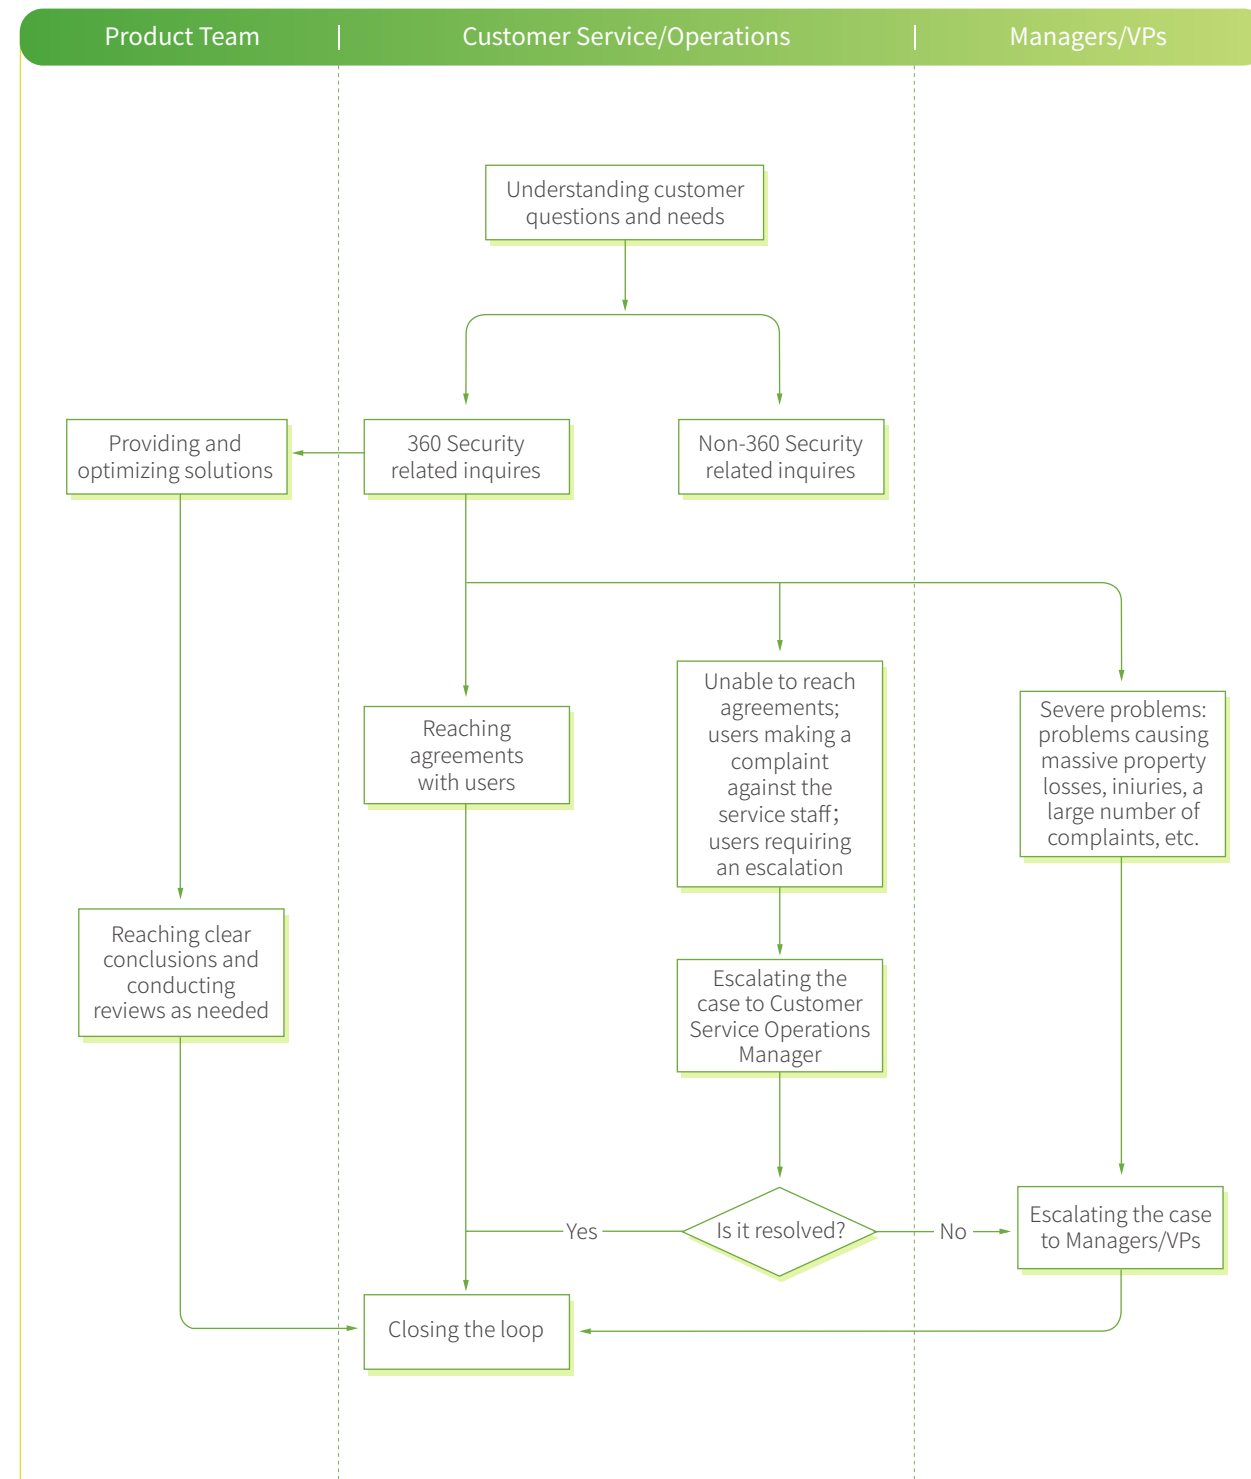 Product Team
Customer Service/Operations
Managers/VPs
Understanding customer
questions and needs
Providing and
optimizing solutions
360 Security
related inquires
Non-360 Security
related inquires
Reaching
agreements
with users
Unable to reach
agreements;
users making a
complaint
against the
service staff;
users requiring
an escalation
Severe problems:
problems causing
massive property
losses, iniuries, a
large number of
complaints, etc.
Reaching clear
conclusions and
conducting
reviews as needed
Escalating the
case to Customer
Service Operations
Manager
Yes
Is it resolved?
No
Escalating the case
to Managers/VPs
Closing the loop